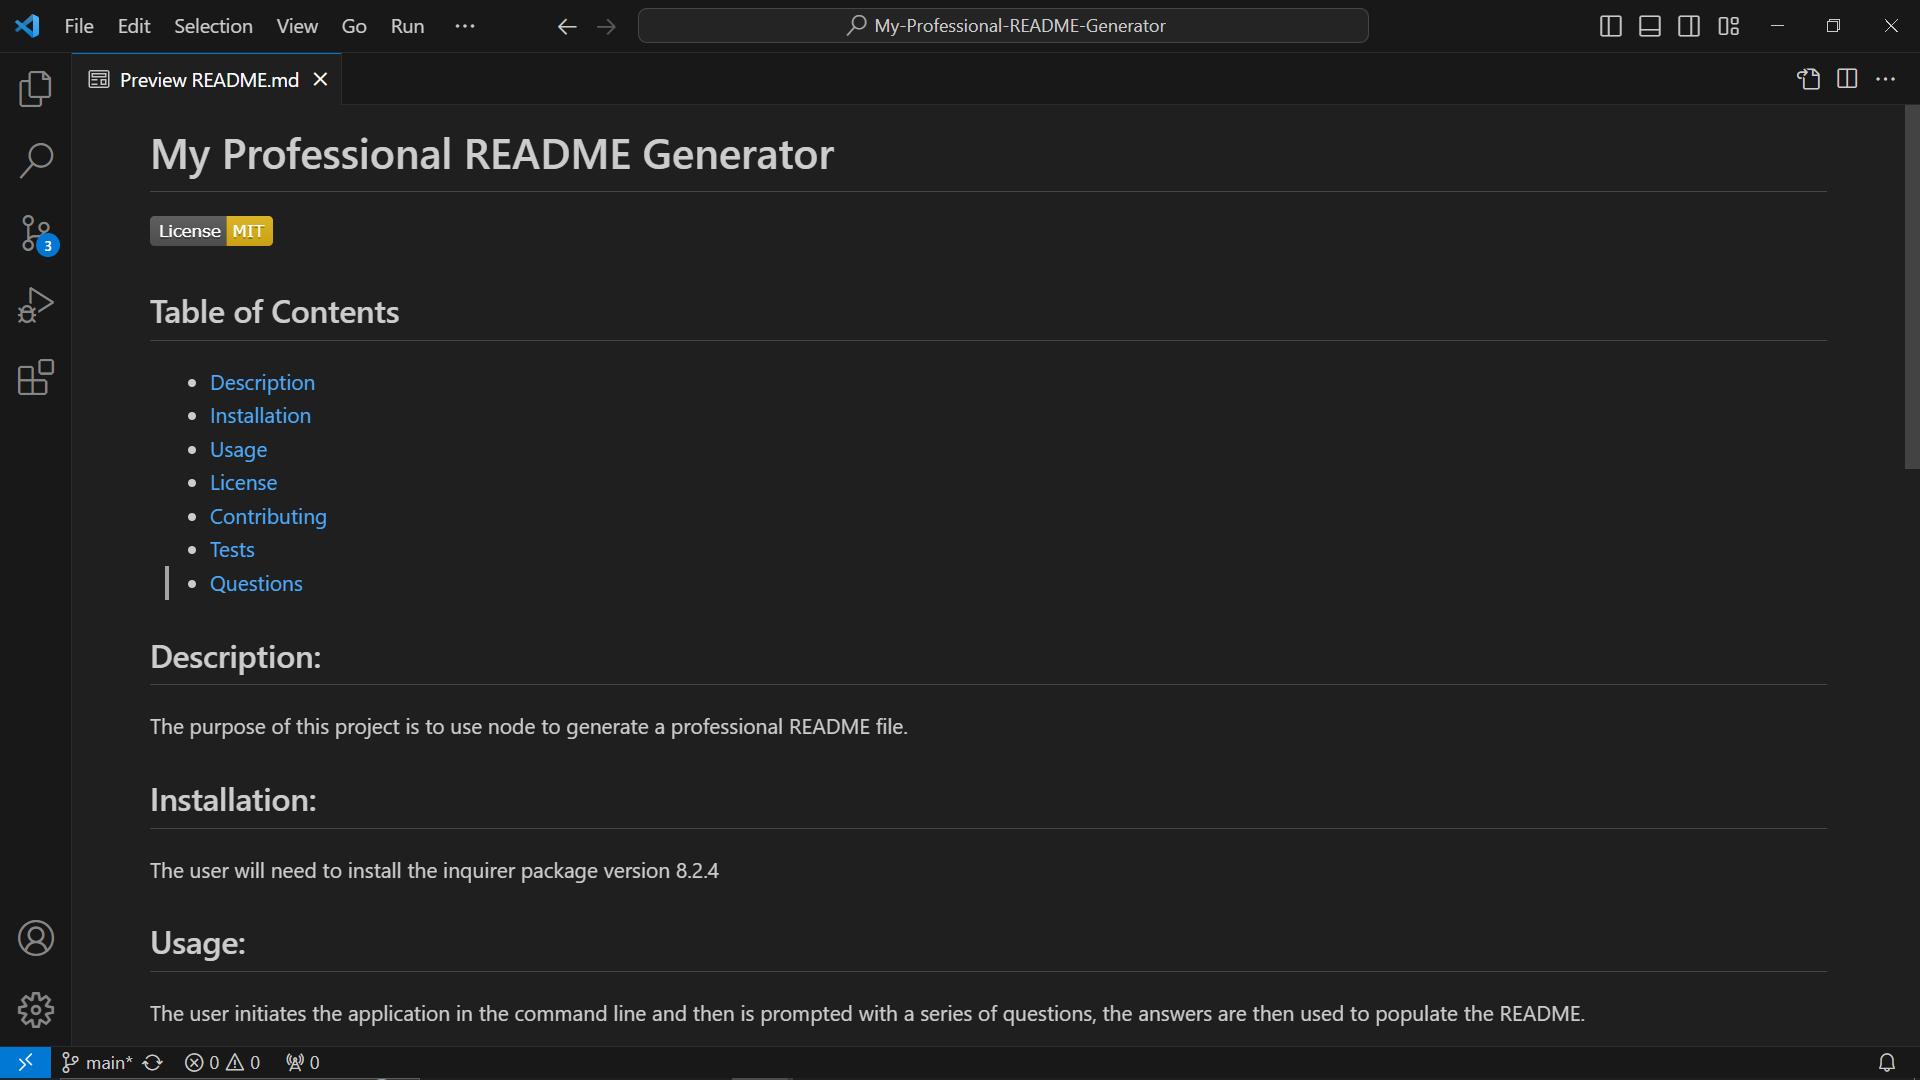 File Edit Selection View Go Run ···
My-Professional-README-Generator
Preview README.md
My Professional README Generator
License MIT
Table of Contents
Description
Installation
Usage
License
Contributing
Tests
Questions
3
Description:
The purpose of this project is to use node to generate a professional README file.
Installation:
The user will need to install the inquirer package version 8.2.4
Usage:
The user initiates the application in the command line and then is prompted with a series of questions, the answers are then used to populate the README.
main* 0 0 0